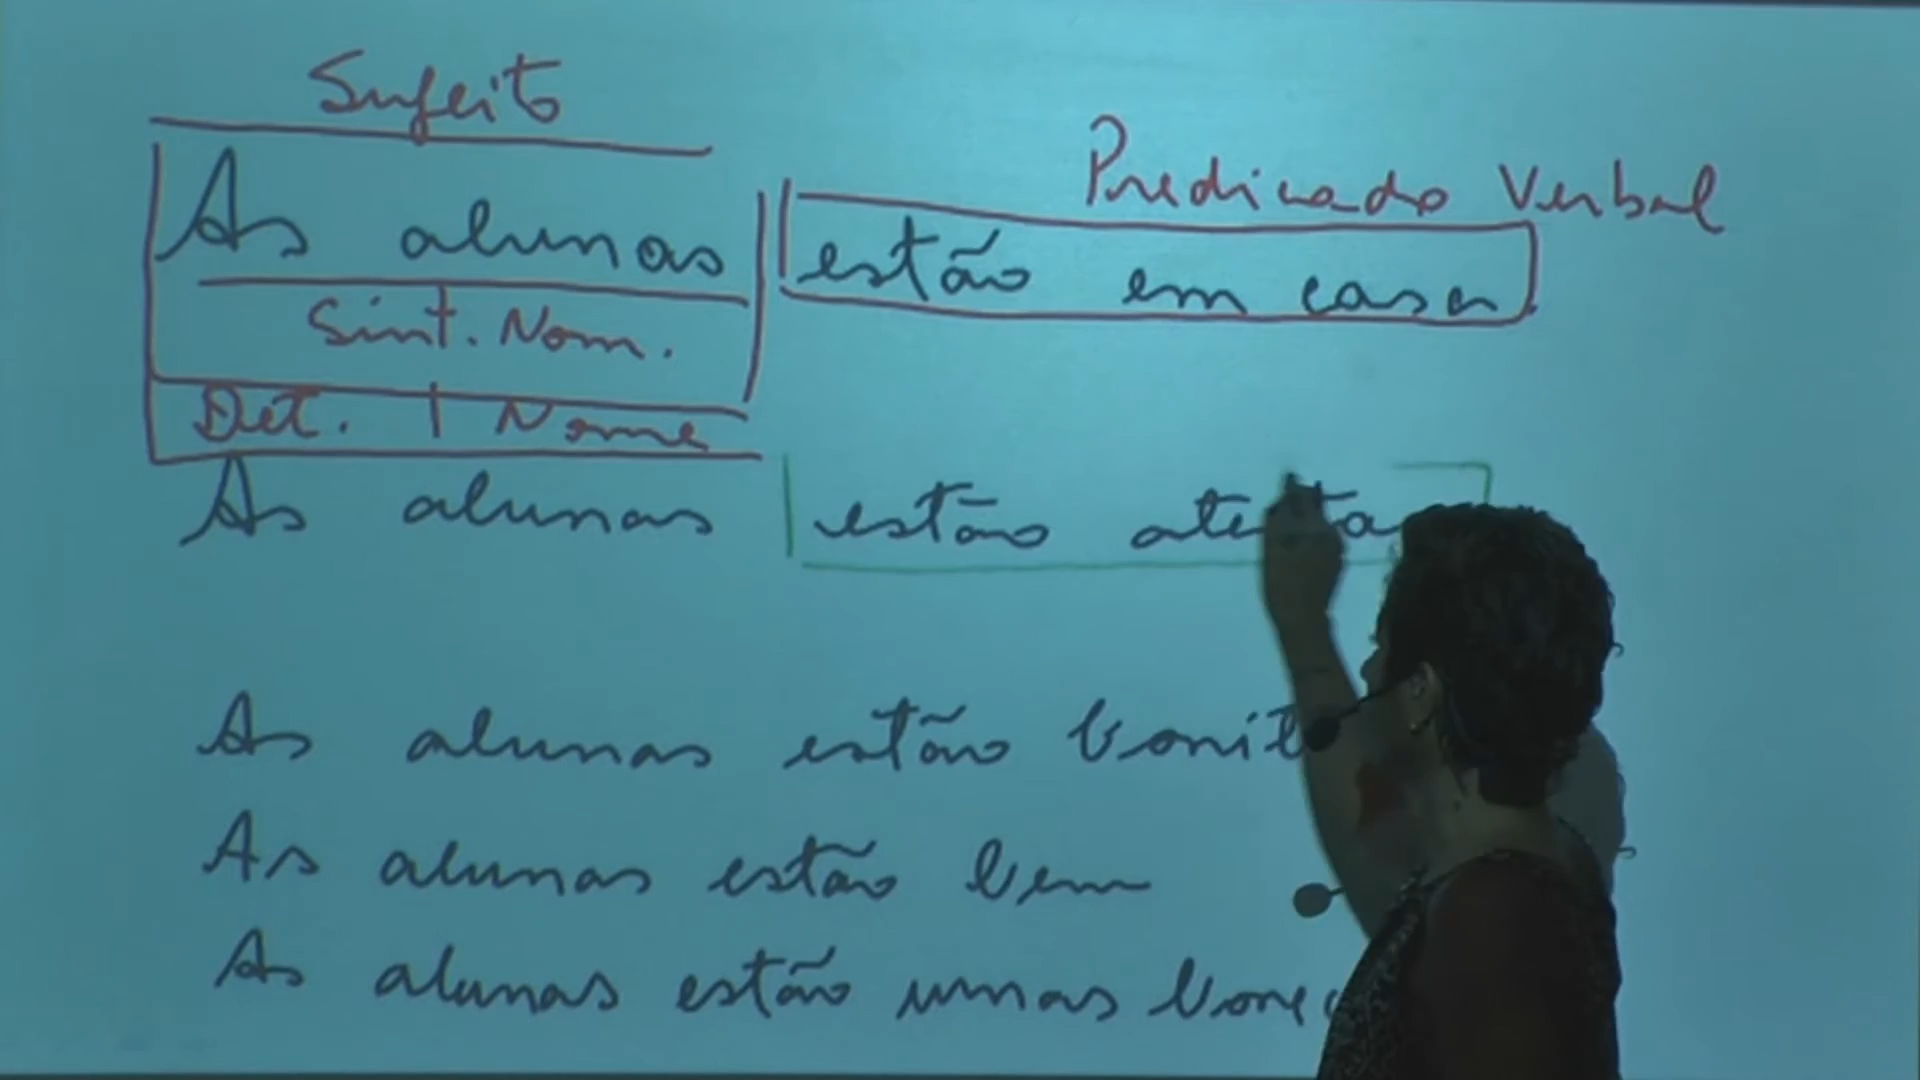 Sujeito
Predicado Verbal
As alunas estão em casa.
Sint. Nom.
Det. | Nome
As alunas estão
As alunas estão
As alunas estão bem
As alunas estão umas